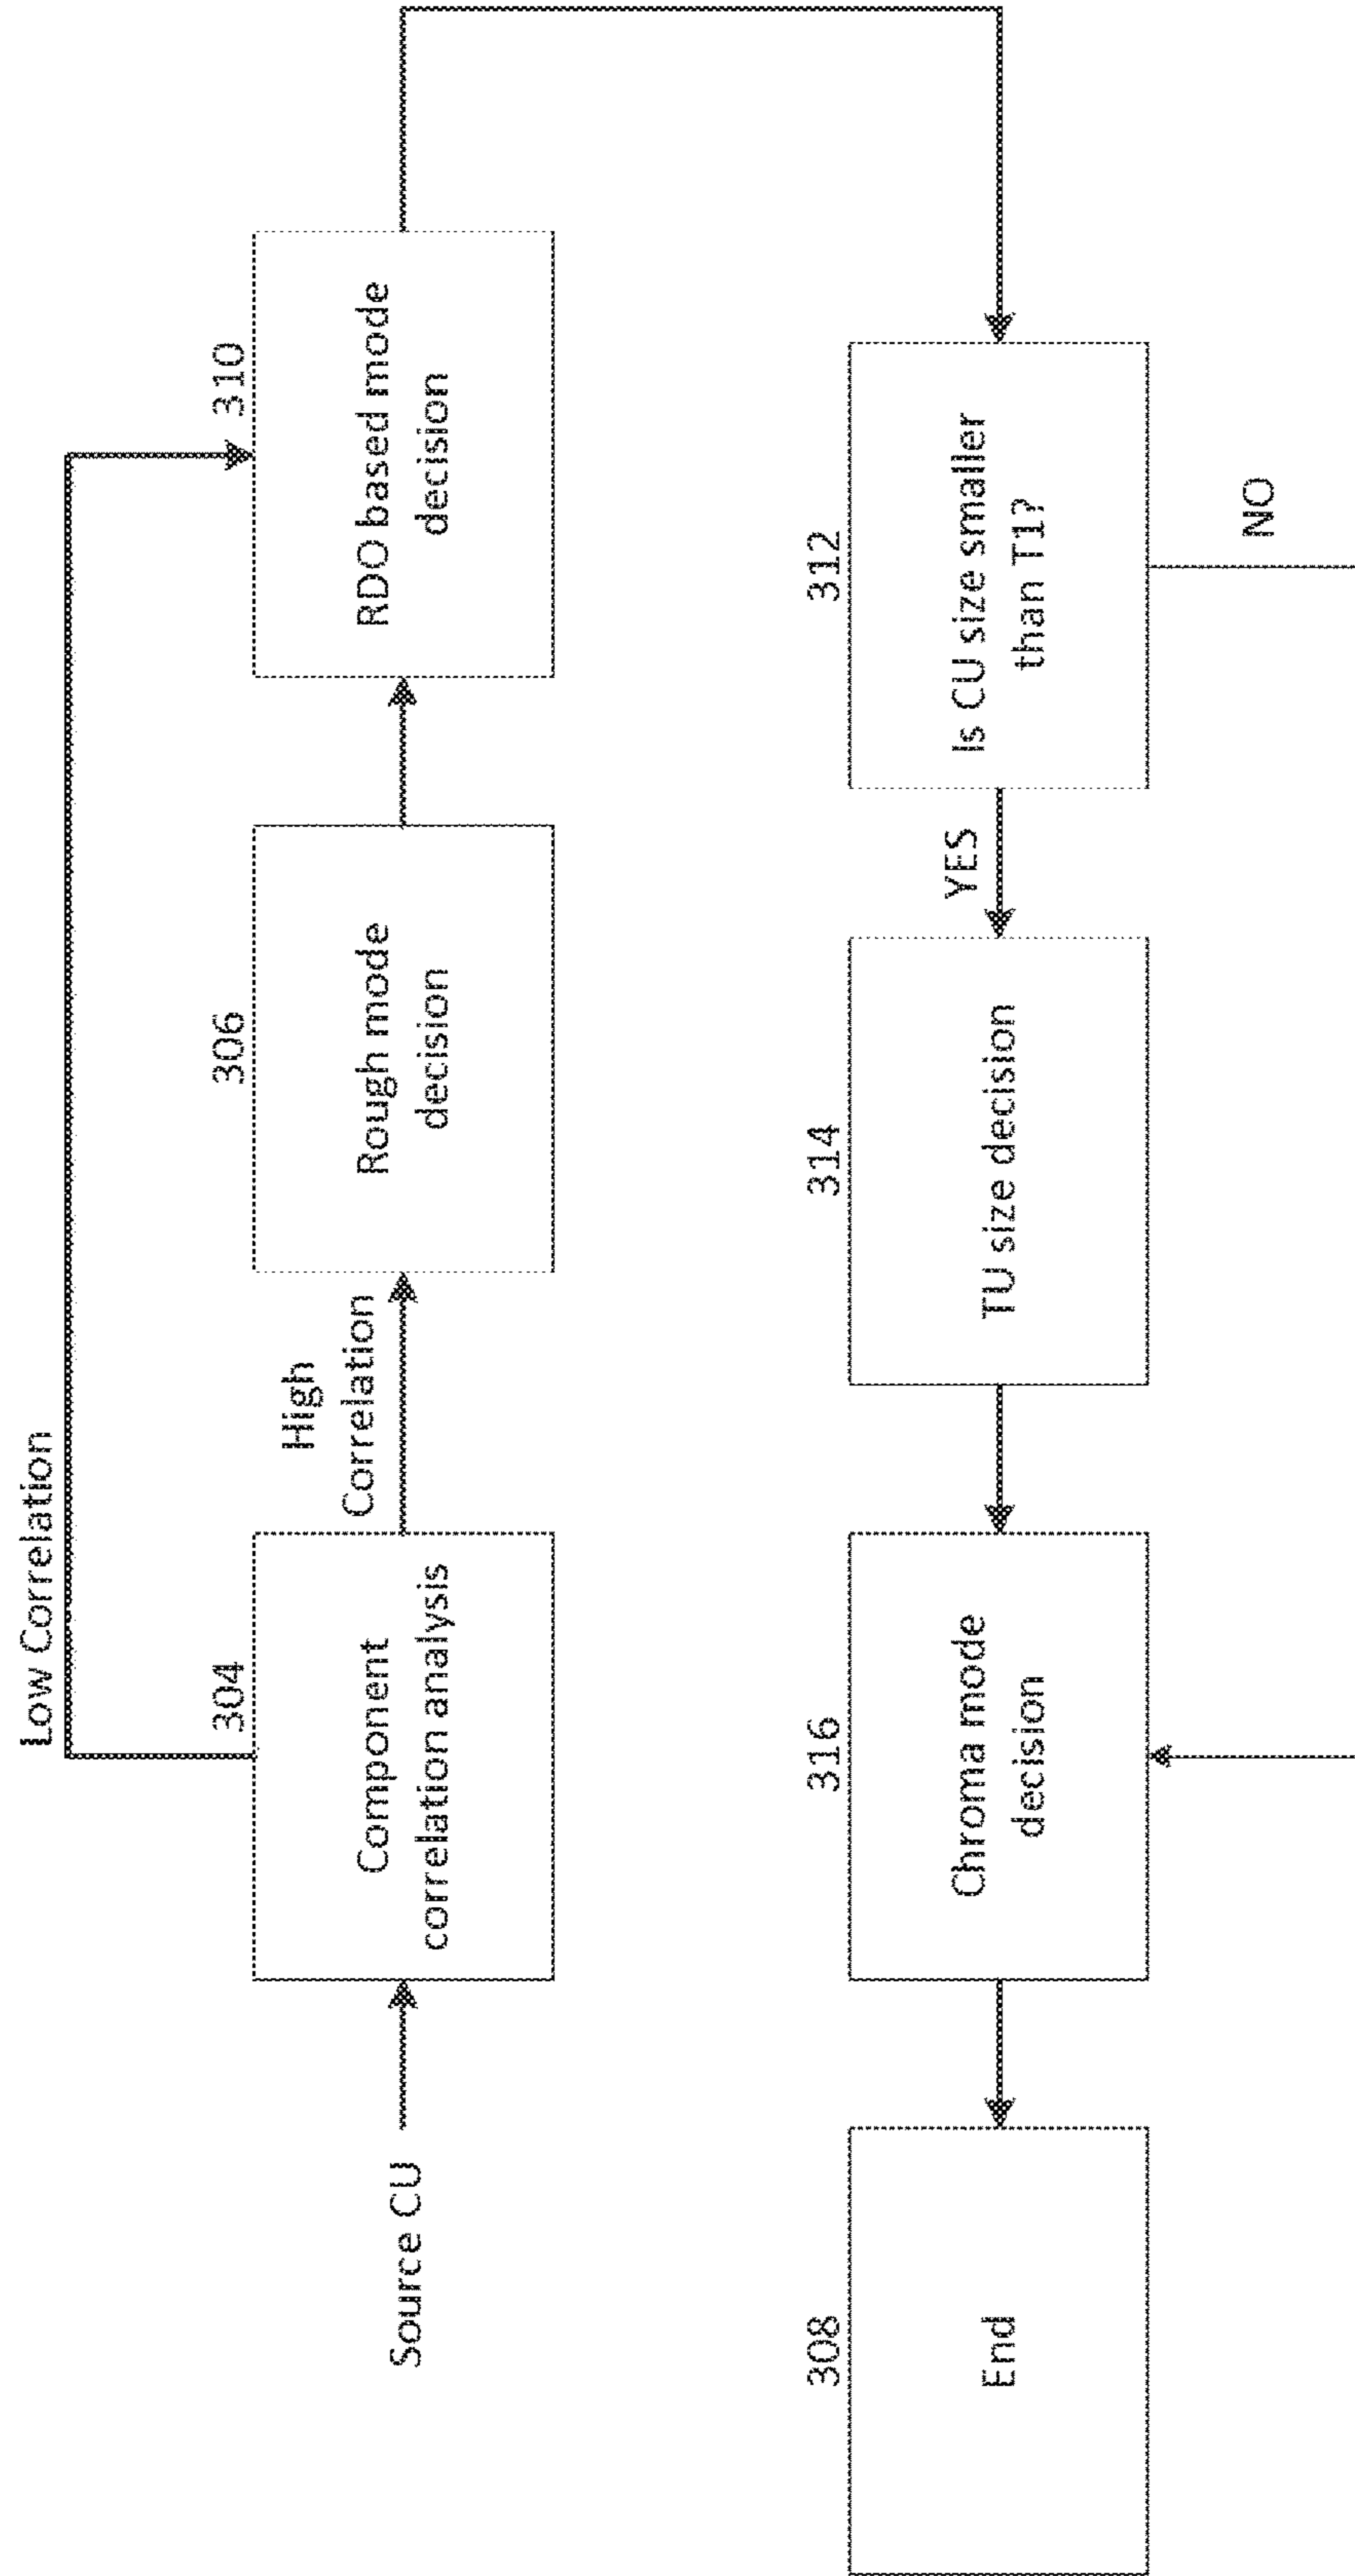 Low Correlation
Source CU
304
Component
correlation analysis
High
Correlation
306
Rough mode
decision
310
RDO based mode
decision
308
End
316
Chroma mode
decision
314
TU size decision
YES
312
Is CU size smaller
than T1?
NO